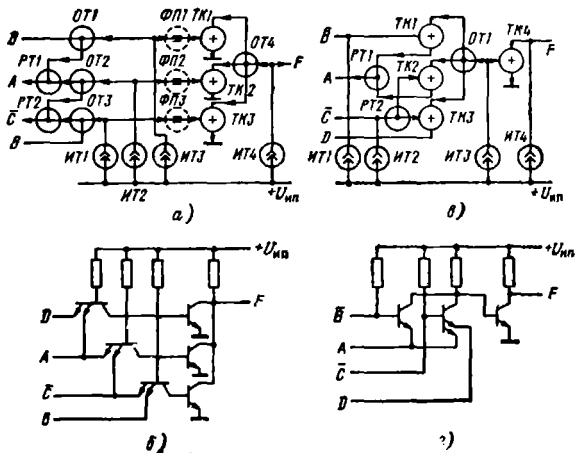 ОТ1 ФП1 ТК1
D
РТ1 ОТ2 ОТ4 F
A
РТ2 ОТ3 ФП2 ТК2
C̄ ФП3
B ТК3
ИТ1 ИТ3 ИТ4
ИТ2 +Uип
а)
ТК1
B̄ ОТ1 ТК4
РТ1 F
A ТК2
РТ2
C̄ ТК3
D
ИТ1 ИТ2 ИТ3 ИТ4
+Uип
в)
+Uип
D F
A
C̄
B
б)
+Uип
B̄ F
A
C̄
D
г)